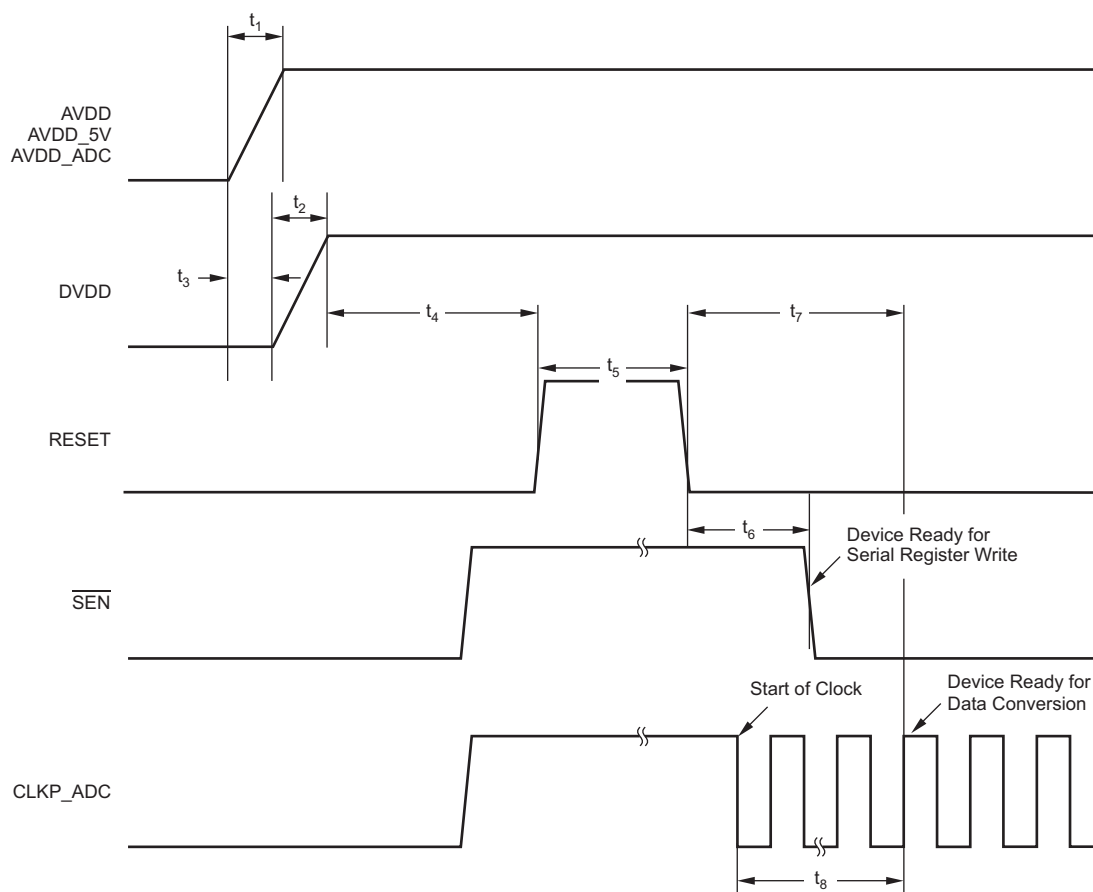 t1
AVDD
AVDD_5V
AVDD_ADC
t2
t3
DVDD
t4
t7
t5
RESET
t6
Device Ready for
Serial Register Write
SEN
Start of Clock
Device Ready for
Data Conversion
CLKP_ADC
t8